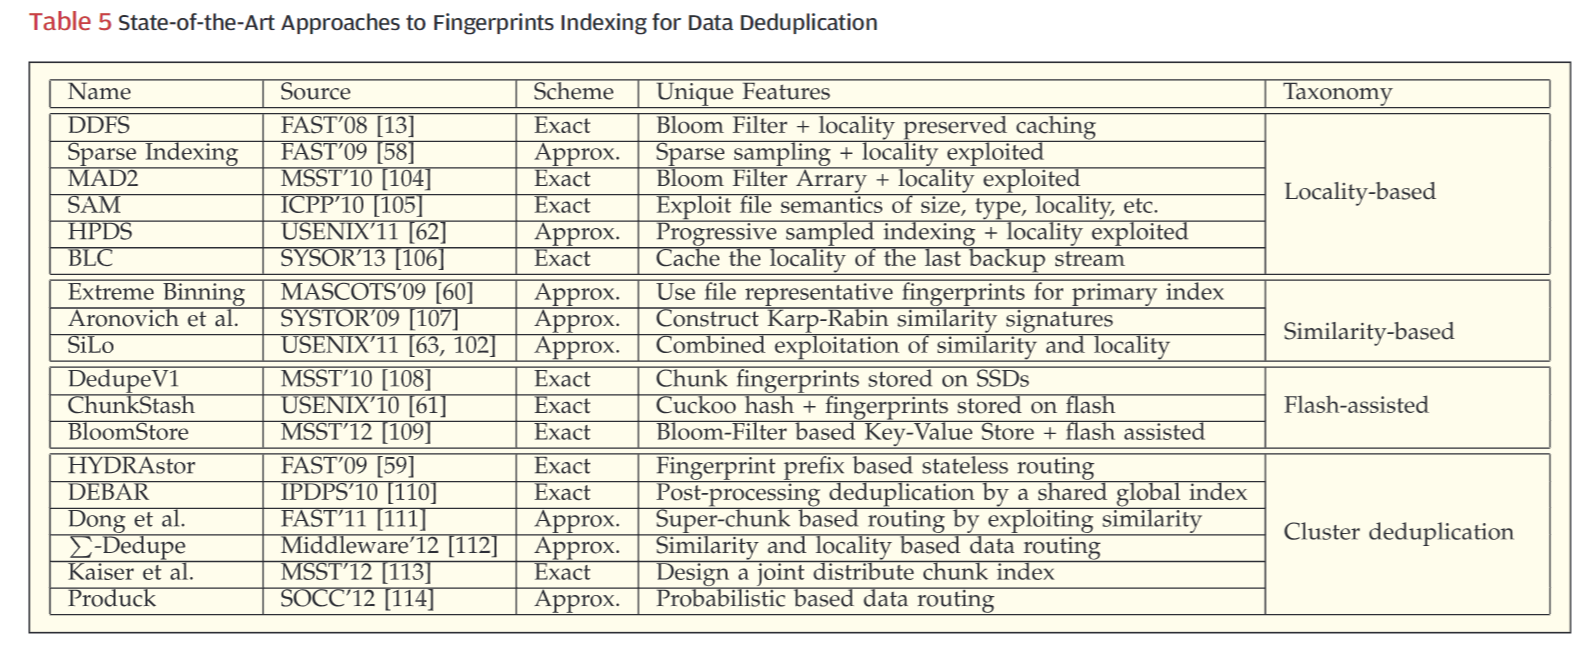 Table 5 State-of-the-Art Approaches to Fingerprints Indexing for Data Deduplication
Name Source Scheme Unique Features Taxonomy
DDFS FAST'08 [13] Exact Bloom Filter + locality preserved caching
Sparse Indexing FAST'09 [58] Approx. Sparse sampling + locality exploited
MAD2 MSST'10 [104] Exact Bloom Filter Arrary + locality exploited
Locality-based
SAM ICPP'10 [105] Exact Exploit file semantics of size, type, locality, etc.
HPDS USENIX'11 [62] Approx. Progressive sampled indexing + locality exploited
BLC SYSOR'13 [106] Exact Cache the locality of the last backup stream
Extreme Binning MASCOTS'09 [60] Approx. Use file representative fingerprints for primary index
Aronovich et al. SYSTOR'09 [107] Approx. Construct Karp-Rabin similarity signatures
Similarity-based
SiLo USENIX'11 [63, 102] Approx. Combined exploitation of similarity and locality
DedupeV1 MSST'10 [108] Exact Chunk fingerprints stored on SSDs
ChunkStash USENIX'10 [61] Exact Cuckoo hash + fingerprints stored on flash Flash-assisted
BloomStore MSST'12 [109] Exact Bloom-Filter based Key-Value Store + flash assisted
HYDRAstor FAST'09 [59] Exact Fingerprint prefix based stateless routing
DEBAR IPDPS'10 [110] Exact Post-processing deduplication by a shared global index
Dong et al. FAST'11 [111] Approx. Super-chunk based routing by exploiting similarity
Cluster deduplication
∑-Dedupe Middleware'12 [112] Approx. Similarity and locality based data routing
Kaiser et al. MSST'12 [113] Exact Design a joint distribute chunk index
Produck SOCC'12 [114] Approx. Probabilistic based data routing